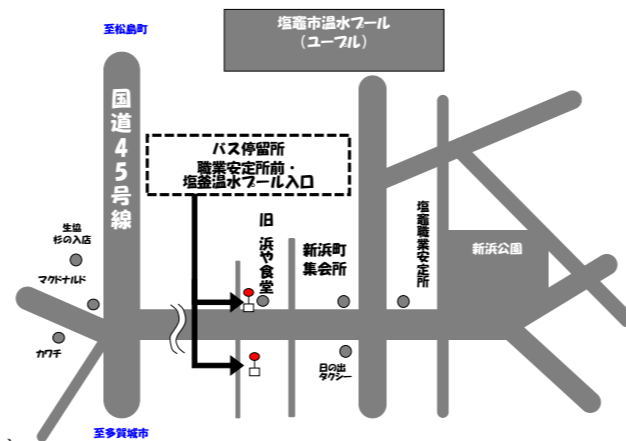 至松島町
塩竈市温水プール
（ユープル）
国道45号線
バス停留所
職業安定所前・
塩釜温水プール入口
生協
杉の入店
マクドナルド
カワチ
旧 浜や食堂
新浜町
集会所
塩竈職業安定所
新浜公園
日の出
タクシー
至多賀城市